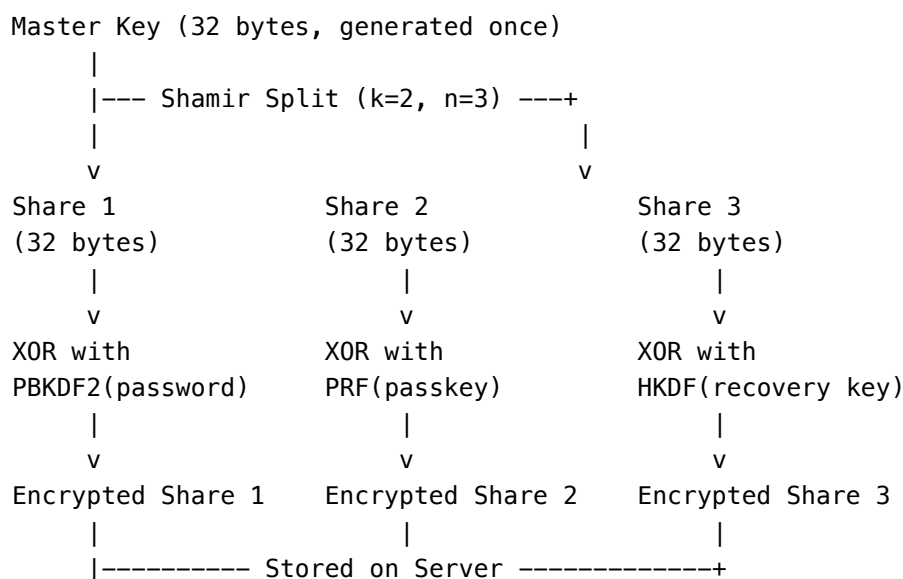 Master Key (32 bytes, generated once)
     |
     |--- Shamir Split (k=2, n=3) ---+
     |                              |
     v                              v
Share 1             Share 2            Share 3
(32 bytes)          (32 bytes)         (32 bytes)
     |                   |                  |
     v                   v                  v
XOR with            XOR with           XOR with
PBKDF2(password)    PRF(passkey)       HKDF(recovery key)
     |                   |                  |
     v                   v                  v
Encrypted Share 1   Encrypted Share 2  Encrypted Share 3
     |                   |                  |
     |---------- Stored on Server -------------+